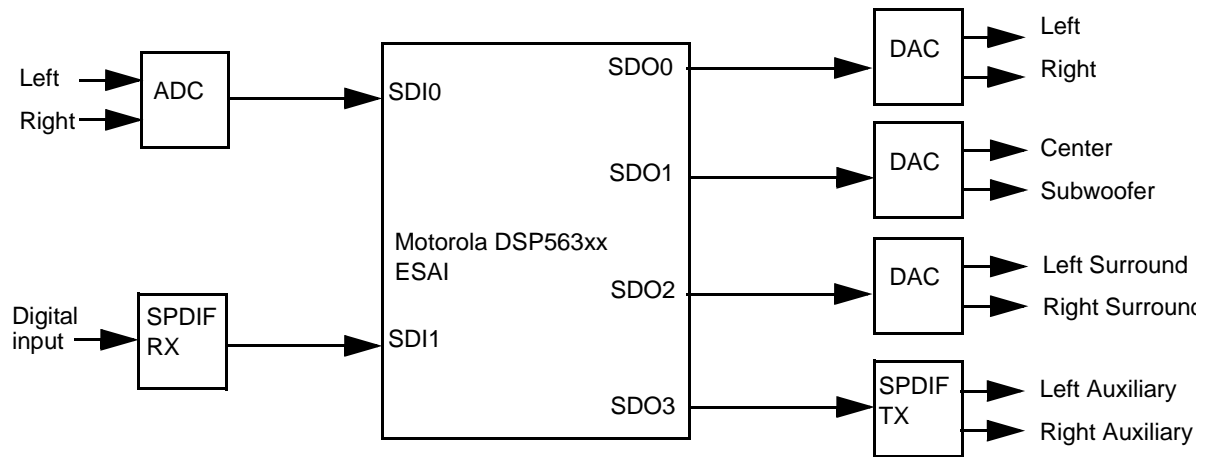 Left
Right
ADC
Digital
input
SPDIF
RX
SDI0
SDI1
Motorola DSP563xx
ESAI
SDO0
SDO1
SDO2
SDO3
DAC
Left
Right
DAC
Center
Subwoofer
DAC
Left Surround
Right Surround
SPDIF
TX
Left Auxiliary
Right Auxiliary